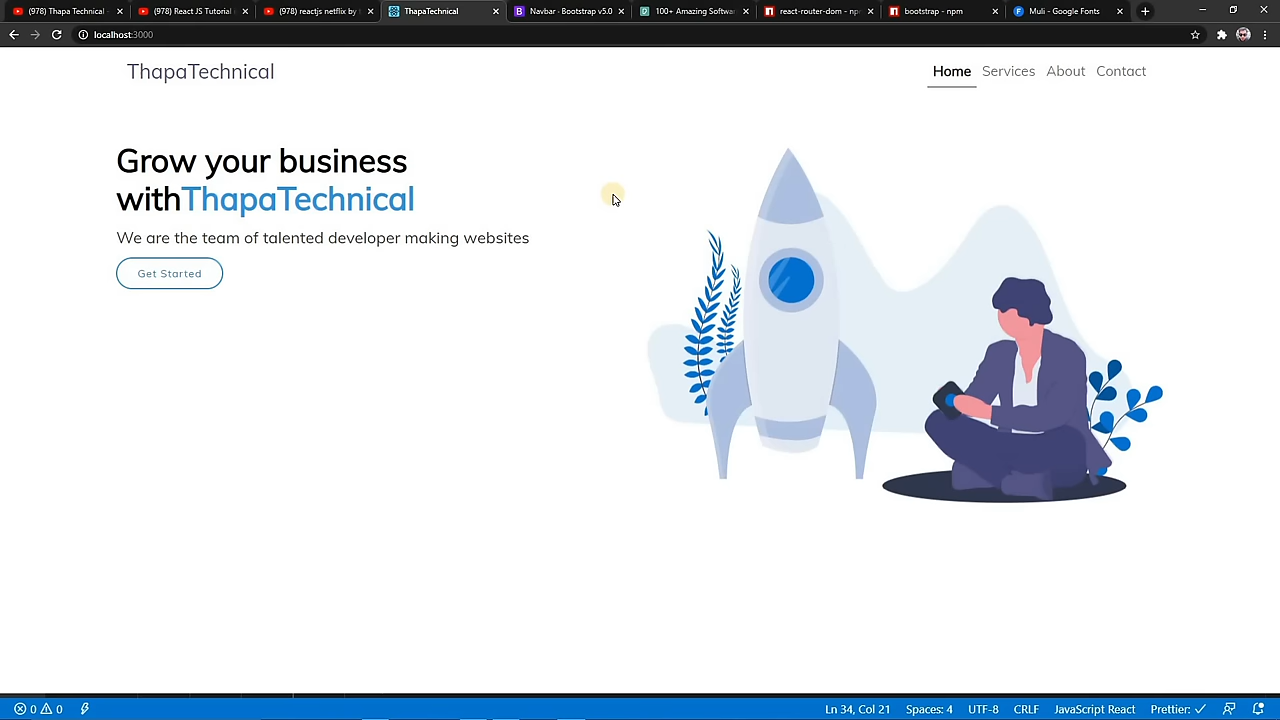 (978) Thapa Technical -
(978) React JS Tutorial
(978) reactjs netflix by
ThapaTechnical
Navbar · Bootstrap v5.0
100+ Amazing Softwa
react-router-dom - np
bootstrap - npm
Muli - Google Fonts
localhost:3000
ThapaTechnical
Home Services About Contact
Grow your business
withThapaTechnical
We are the team of talented developer making websites
Get Started
0 0 Ln 34, Col 21 Spaces: 4 UTF-8 CRLF JavaScript React Prettier: ✓